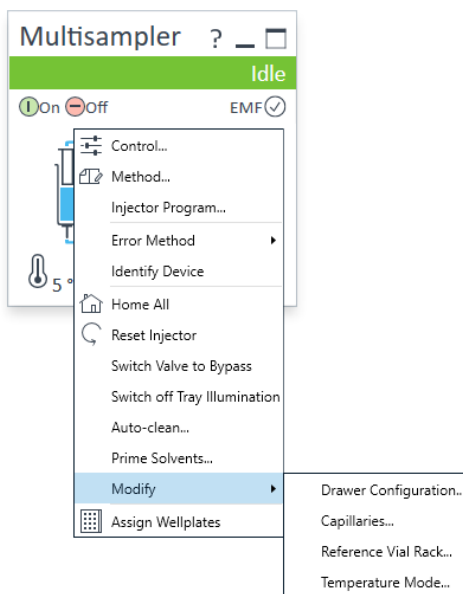 Multisampler ?
Idle
On Off EMF
Control...
Method...
Injector Program...
Error Method
Identify Device
5 °
Home All
Reset Injector
Switch Valve to Bypass
Switch off Tray Illumination
Auto-clean...
Prime Solvents...
Modify
Drawer Configuration..
Assign Wellplates
Capillaries...
Reference Vial Rack...
Temperature Mode...